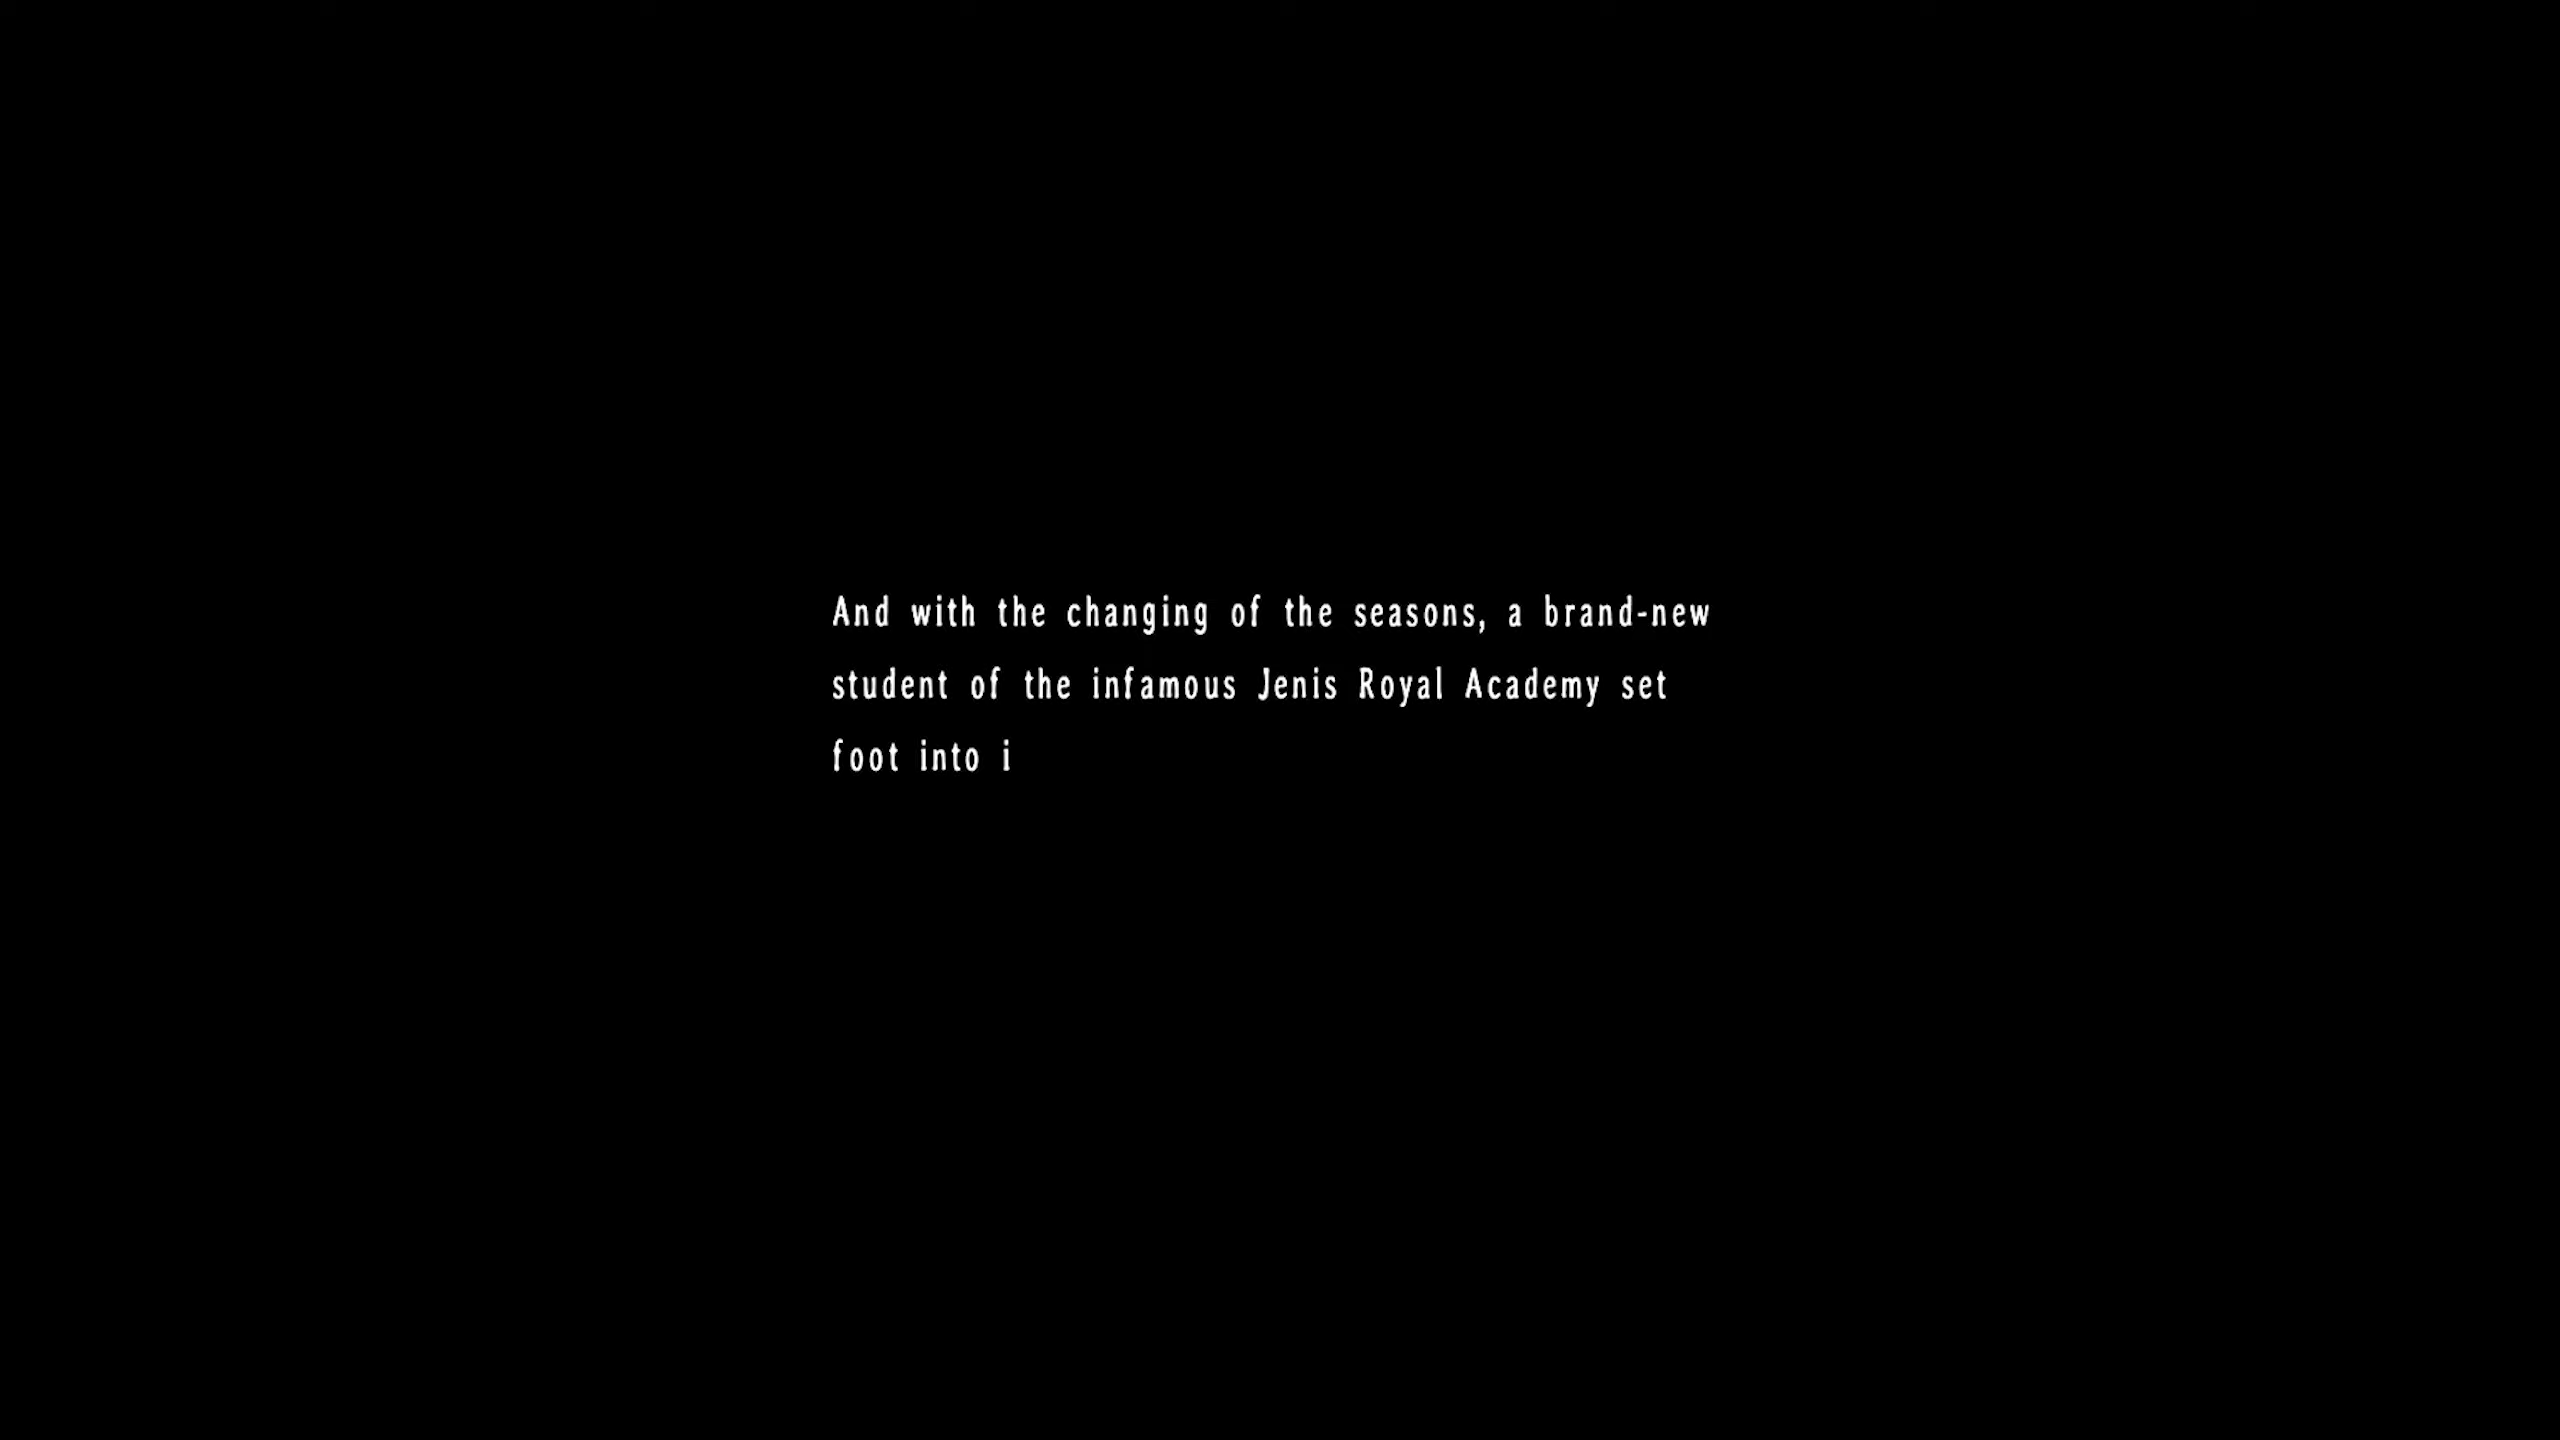 And with the changing of the seasons, a brand-new
student of the infamous Jenis Royal Academy set
foot into i